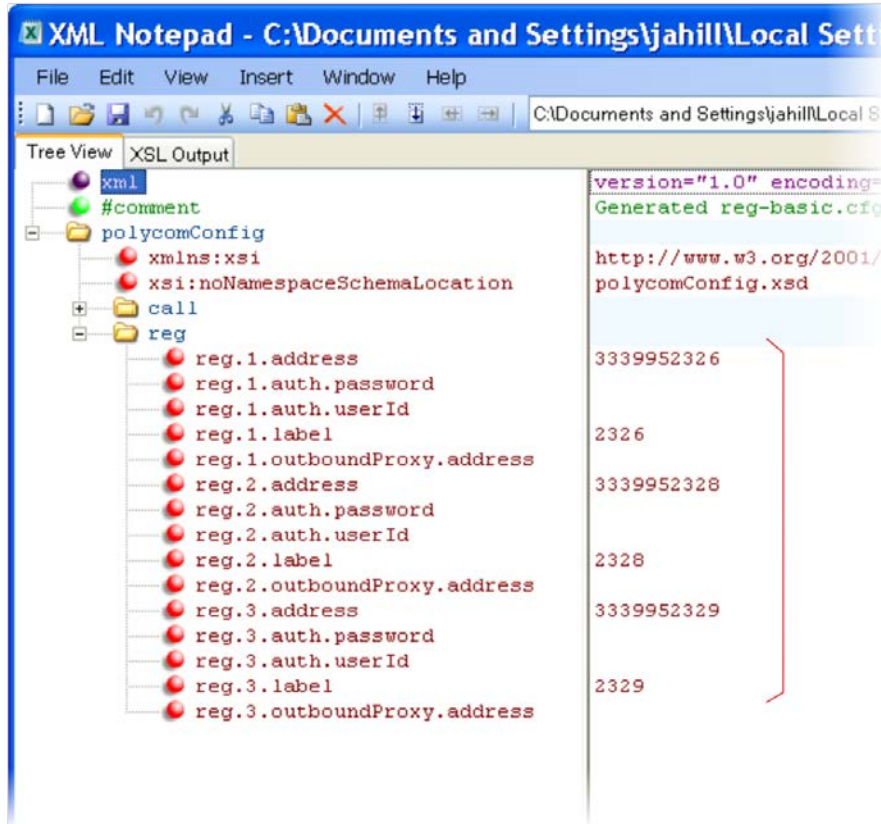 XML Notepad - C:\Documents and Settings\jahill\Local Sett
File Edit View Insert Window Help
C:\Documents and Settings\jahill\Local S
Tree View XSL Output
xml version="1.0" encoding=
#comment Generated reg-basic.cfg
polycomConfig
xmlns:xsi http://www.w3.org/2001/
xsi:noNamespaceSchemaLocation polycomConfig.xsd
call
reg
reg.1.address 3339952326
reg.1.auth.password
reg.1.auth.userId
reg.1.label 2326
reg.1.outboundProxy.address
reg.2.address 3339952328
reg.2.auth.password
reg.2.auth.userId
reg.2.label 2328
reg.2.outboundProxy.address
reg.3.address 3339952329
reg.3.auth.password
reg.3.auth.userId
reg.3.label 2329
reg.3.outboundProxy.address